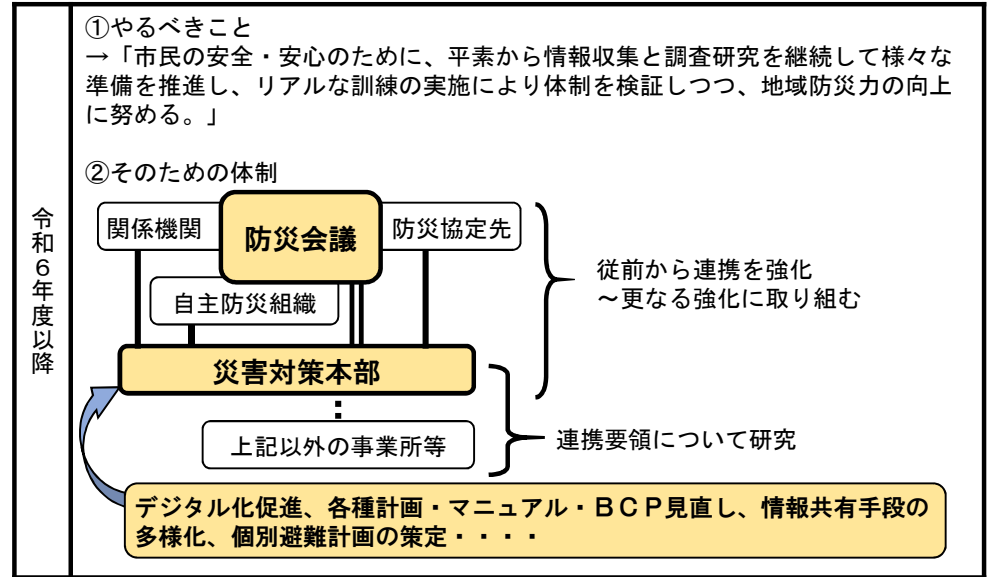 令和６年度以降
①やるべきこと
→「市民の安全・安心のために、平素から情報収集と調査研究を継続して様々な
準備を推進し、リアルな訓練の実施により体制を検証しつつ、地域防災力の向上
に努める。」
②そのための体制
関係機関
防災会議
防災協定先
自主防災組織
従前から連携を強化
～更なる強化に取り組む
災害対策本部
上記以外の事業所等
連携要領について研究
デジタル化促進、各種計画・マニュアル・ＢＣＰ見直し、情報共有手段の
多様化、個別避難計画の策定・・・・